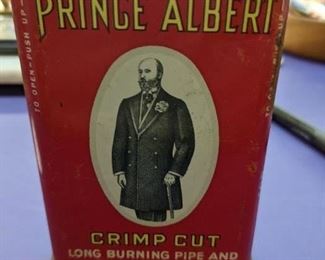 PRINCE ALBERT
TO OPEN-PUSH UP
CRIMP CUT
LONG BURNING PIPE AND